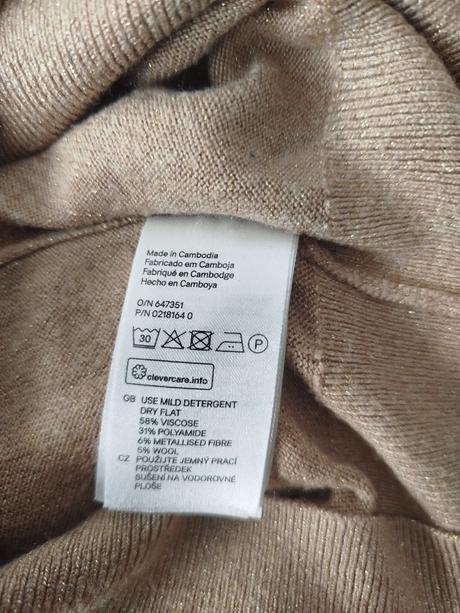 Made in Cambodia
Fabricado em Camboja
Fabriqué en Cambodge
Hecho en Camboya
O/N 647351
P/N 0218164 0
30 P
clevercare.info
GB USE MILD DETERGENT
DRY FLAT
58% VISCOSE
31% POLYAMIDE
6% METALLISED FIBRE
5% WOOL
CZ POUŽIJTE JEMNÝ PRACÍ
PROSTŘEDEK
SUŠENÍ NA VODOROVNÉ
PLOŠE